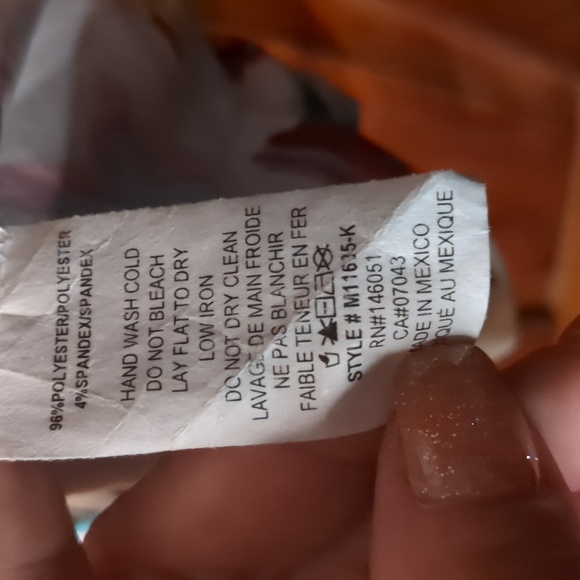 96%POLYESTER/POLYESTER
4%SPANDEX/SPANDEX
HAND WASH COLD
DO NOT BLEACH
LAY FLAT TO DRY
LOW IRON
DO NOT DRY CLEAN
LAVAGE DE MAIN FROIDE
NE PAS BLANCHIR
FAIBLE TENEUR EN FER
STYLE # M11635-K
RN#146051
CA#07043
ADE IN MEXICO
IQUÉ AU MEXIQUE